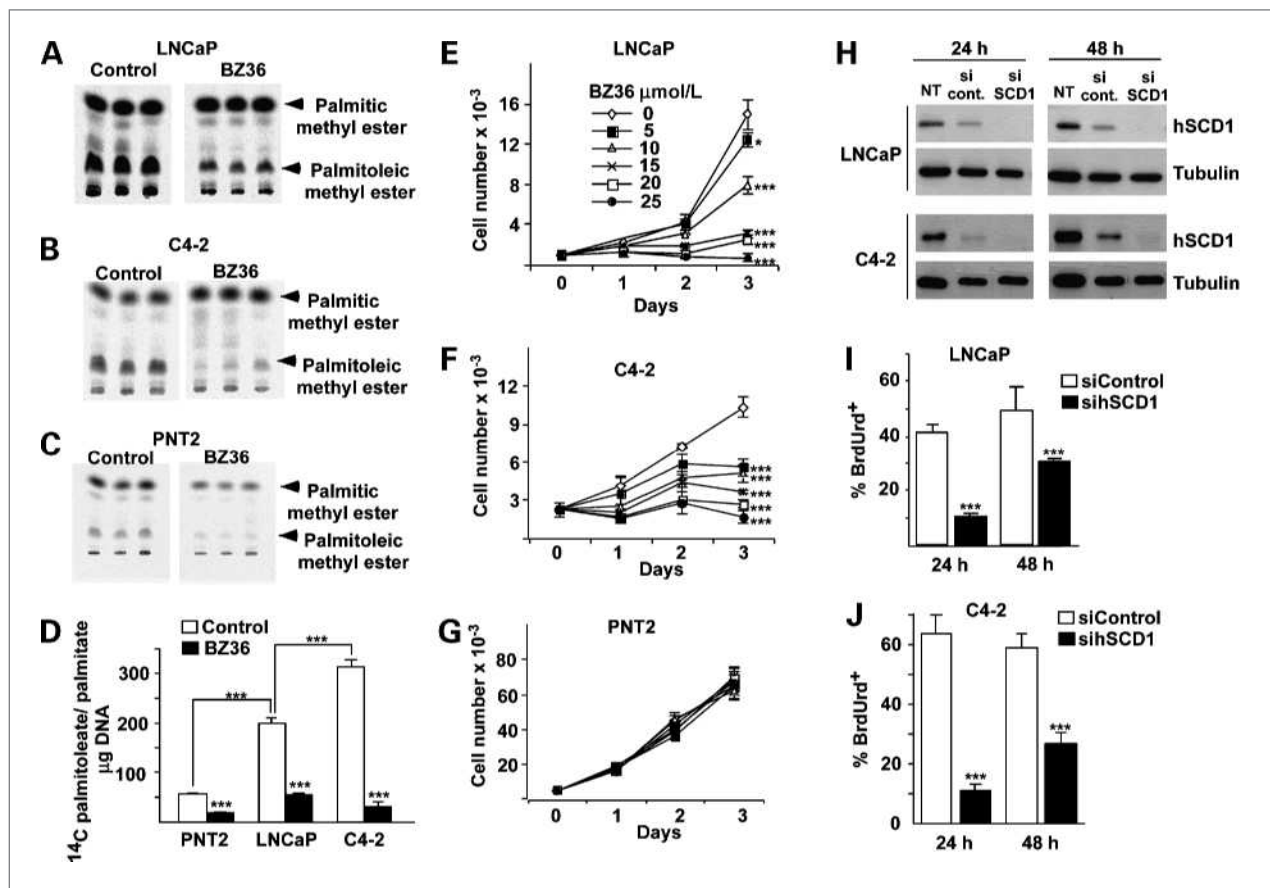 A
LNCaP
Control BZ36
Palmitic
methyl ester
Palmitoleic
methyl ester
B
C4-2
Control BZ36
Palmitic
methyl ester
Palmitoleic
methyl ester
C
PNT2
Control BZ36
Palmitic
methyl ester
Palmitoleic
methyl ester
D
Control
BZ36
14C palmitoleate/ palmitate
µg DNA
300
200
100
***
***
***
***
***
PNT2 LNCaP C4-2
E
LNCaP
BZ36 µmol/L
0
5
10
15
20
25
Cell number x 10-3
16
12
8
4
*
***
***
***
***
0 1 2 3
Days
F
C4-2
Cell number x 10-3
12
9
6
3
***
***
***
***
***
0 1 2 3
Days
G
PNT2
Cell number x 10-3
80
60
40
20
0 1 2 3
Days
H
24 h 48 h
NT si cont. si SCD1 NT si cont. si SCD1
LNCaP
hSCD1
Tubulin
C4-2
hSCD1
Tubulin
I
LNCaP
siControl
sihSCD1
% BrdUrd+
60
40
20
0
***
***
24 h 48 h
J
C4-2
siControl
sihSCD1
% BrdUrd+
60
40
20
0
***
***
24 h 48 h